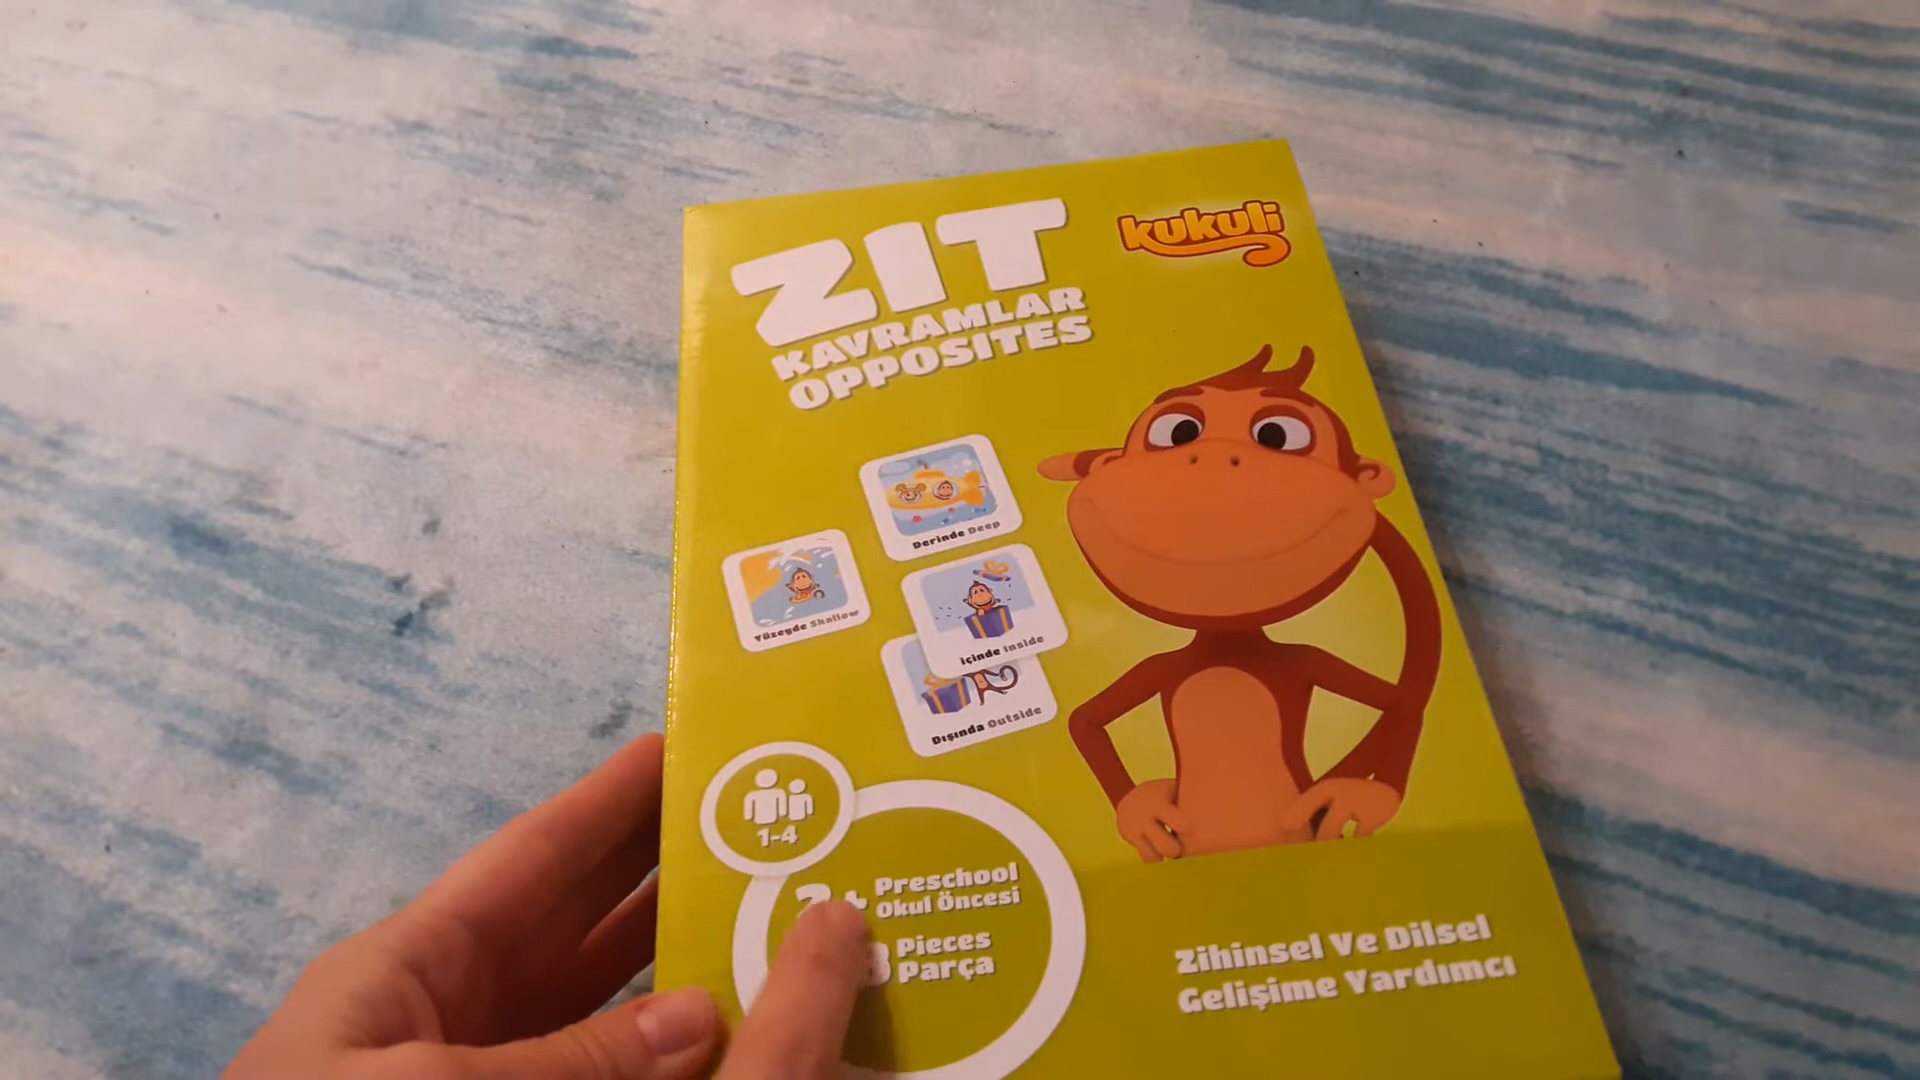 ZIT
KAVRAMLAR
OPPOSITES
kukuli
Derinde Deep
Yüzeyde Shallow
içinde inside
Dışında Outside
1-4
Preschool
Okul Öncesi
Pieces
Parça
Zihinsel Ve Dilsel
Gelişime Yardımcı